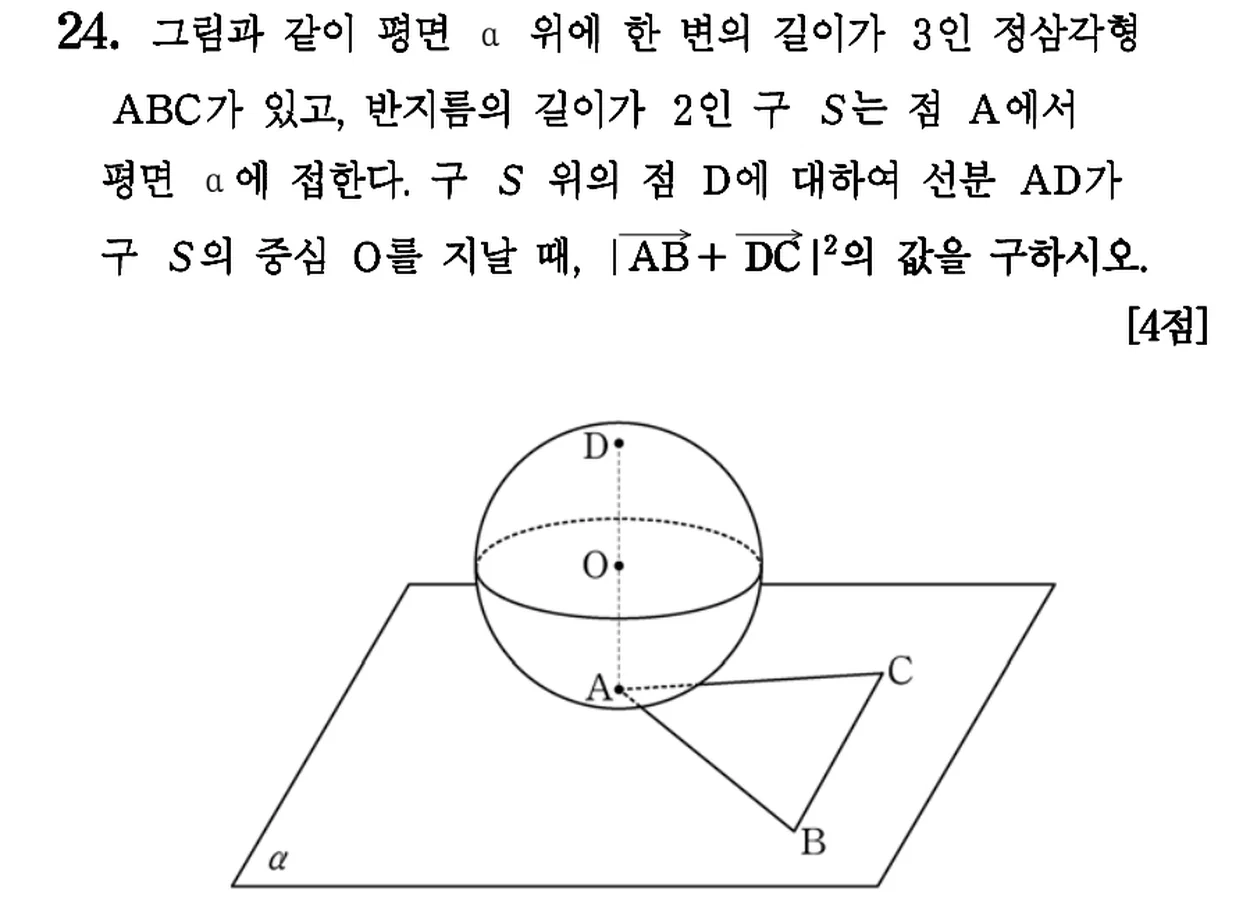 24. 그림과 같이 평면 α 위에 한 변의 길이가 3인 정삼각형
ABC가 있고, 반지름의 길이가 2인 구 S는 점 A에서
평면 α에 접한다. 구 S 위의 점 D에 대하여 선분 AD가
구 S의 중심 O를 지날 때, |\overrightarrow{AB}+\overrightarrow{DC}|²의 값을 구하시오.
[4점]
D
O
A
C
B
α